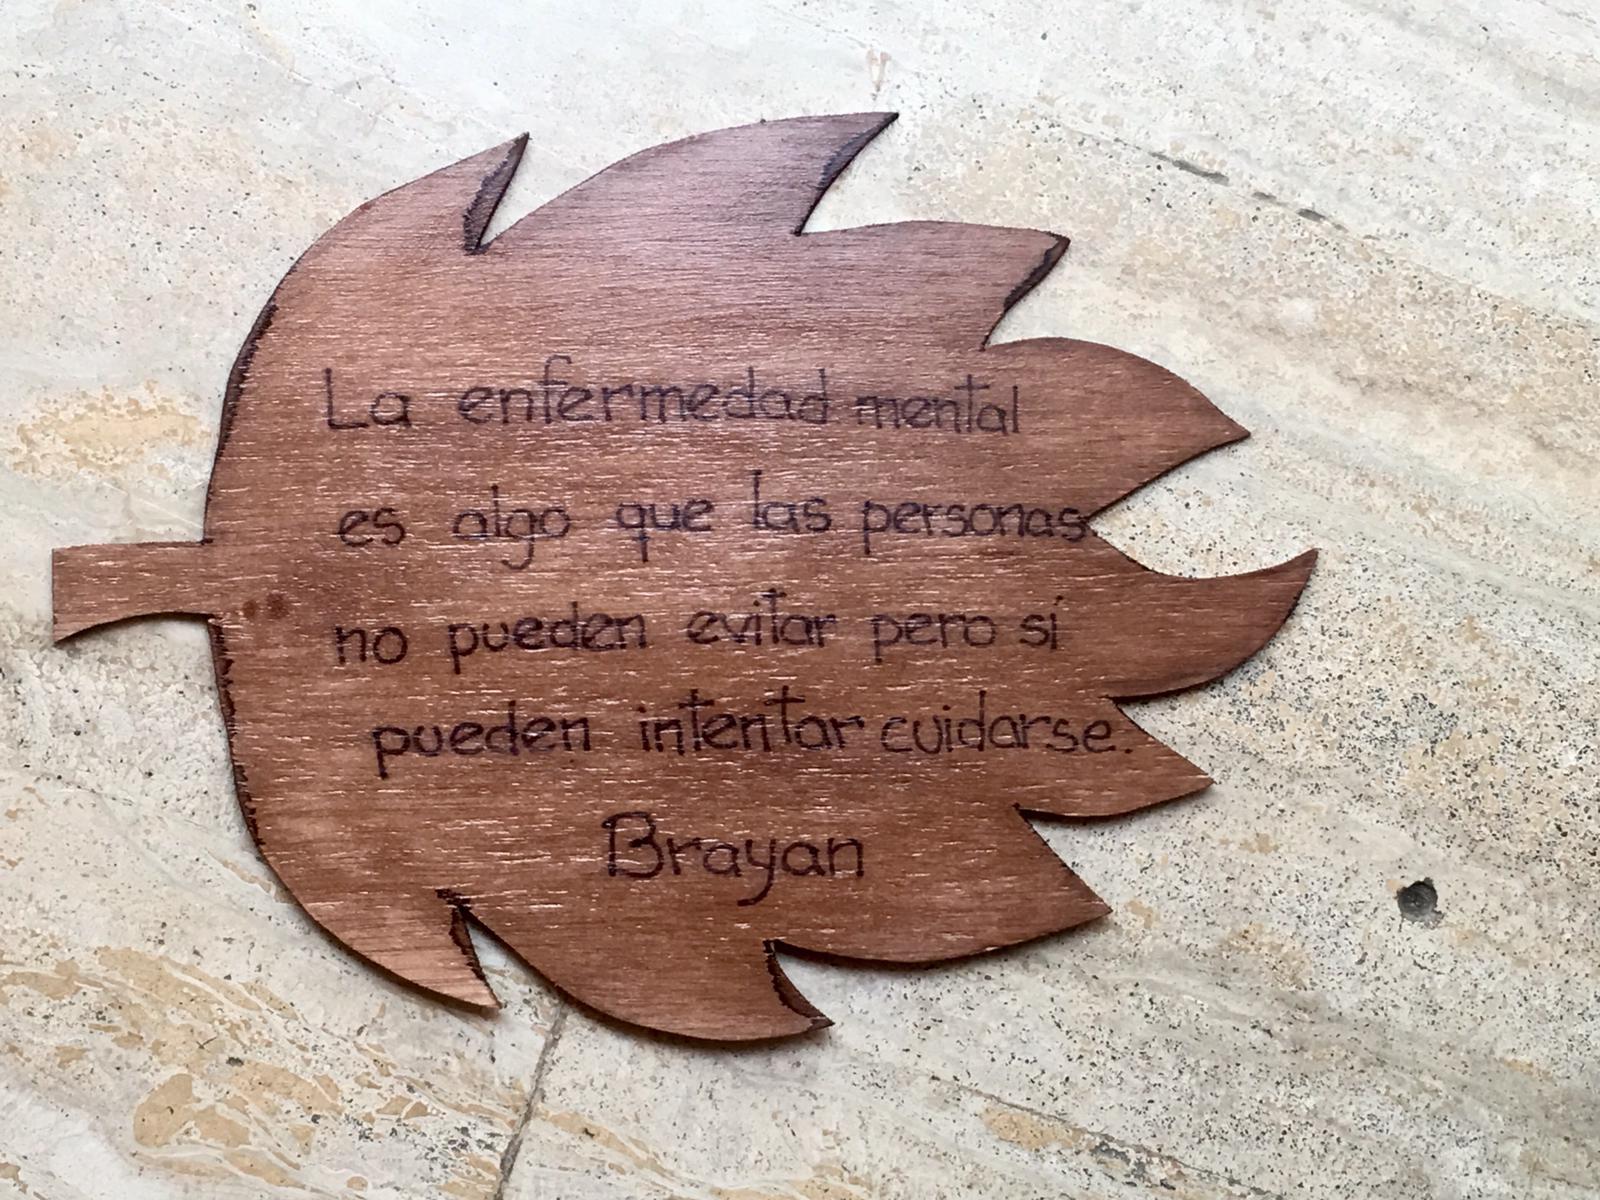 La enfermedad mental
es algo que las personas
no pueden evitar pero sí
pueden intentar cuidarse.
Brayan